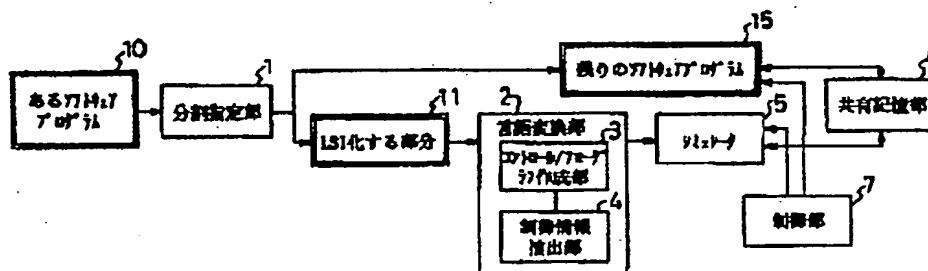 10
あるソフトウェア
プログラム
1
分割指定部
15
残りのソフトウェアプログラム
11
LSI化する部分
2
言語変換部
3
コントロール/フローグ
ラフ作成部
4
制御情報
抽出部
5
シミュレータ
共有記憶部
7
制御部